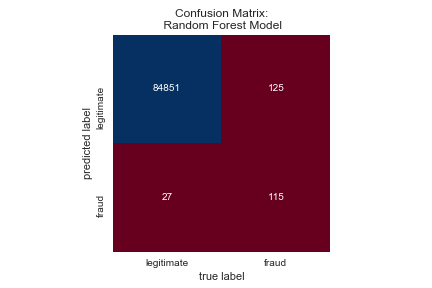 Confusion Matrix:
Random Forest Model
predicted label
legitimate
84851
125
fraud
27
115
legitimate
fraud
true label